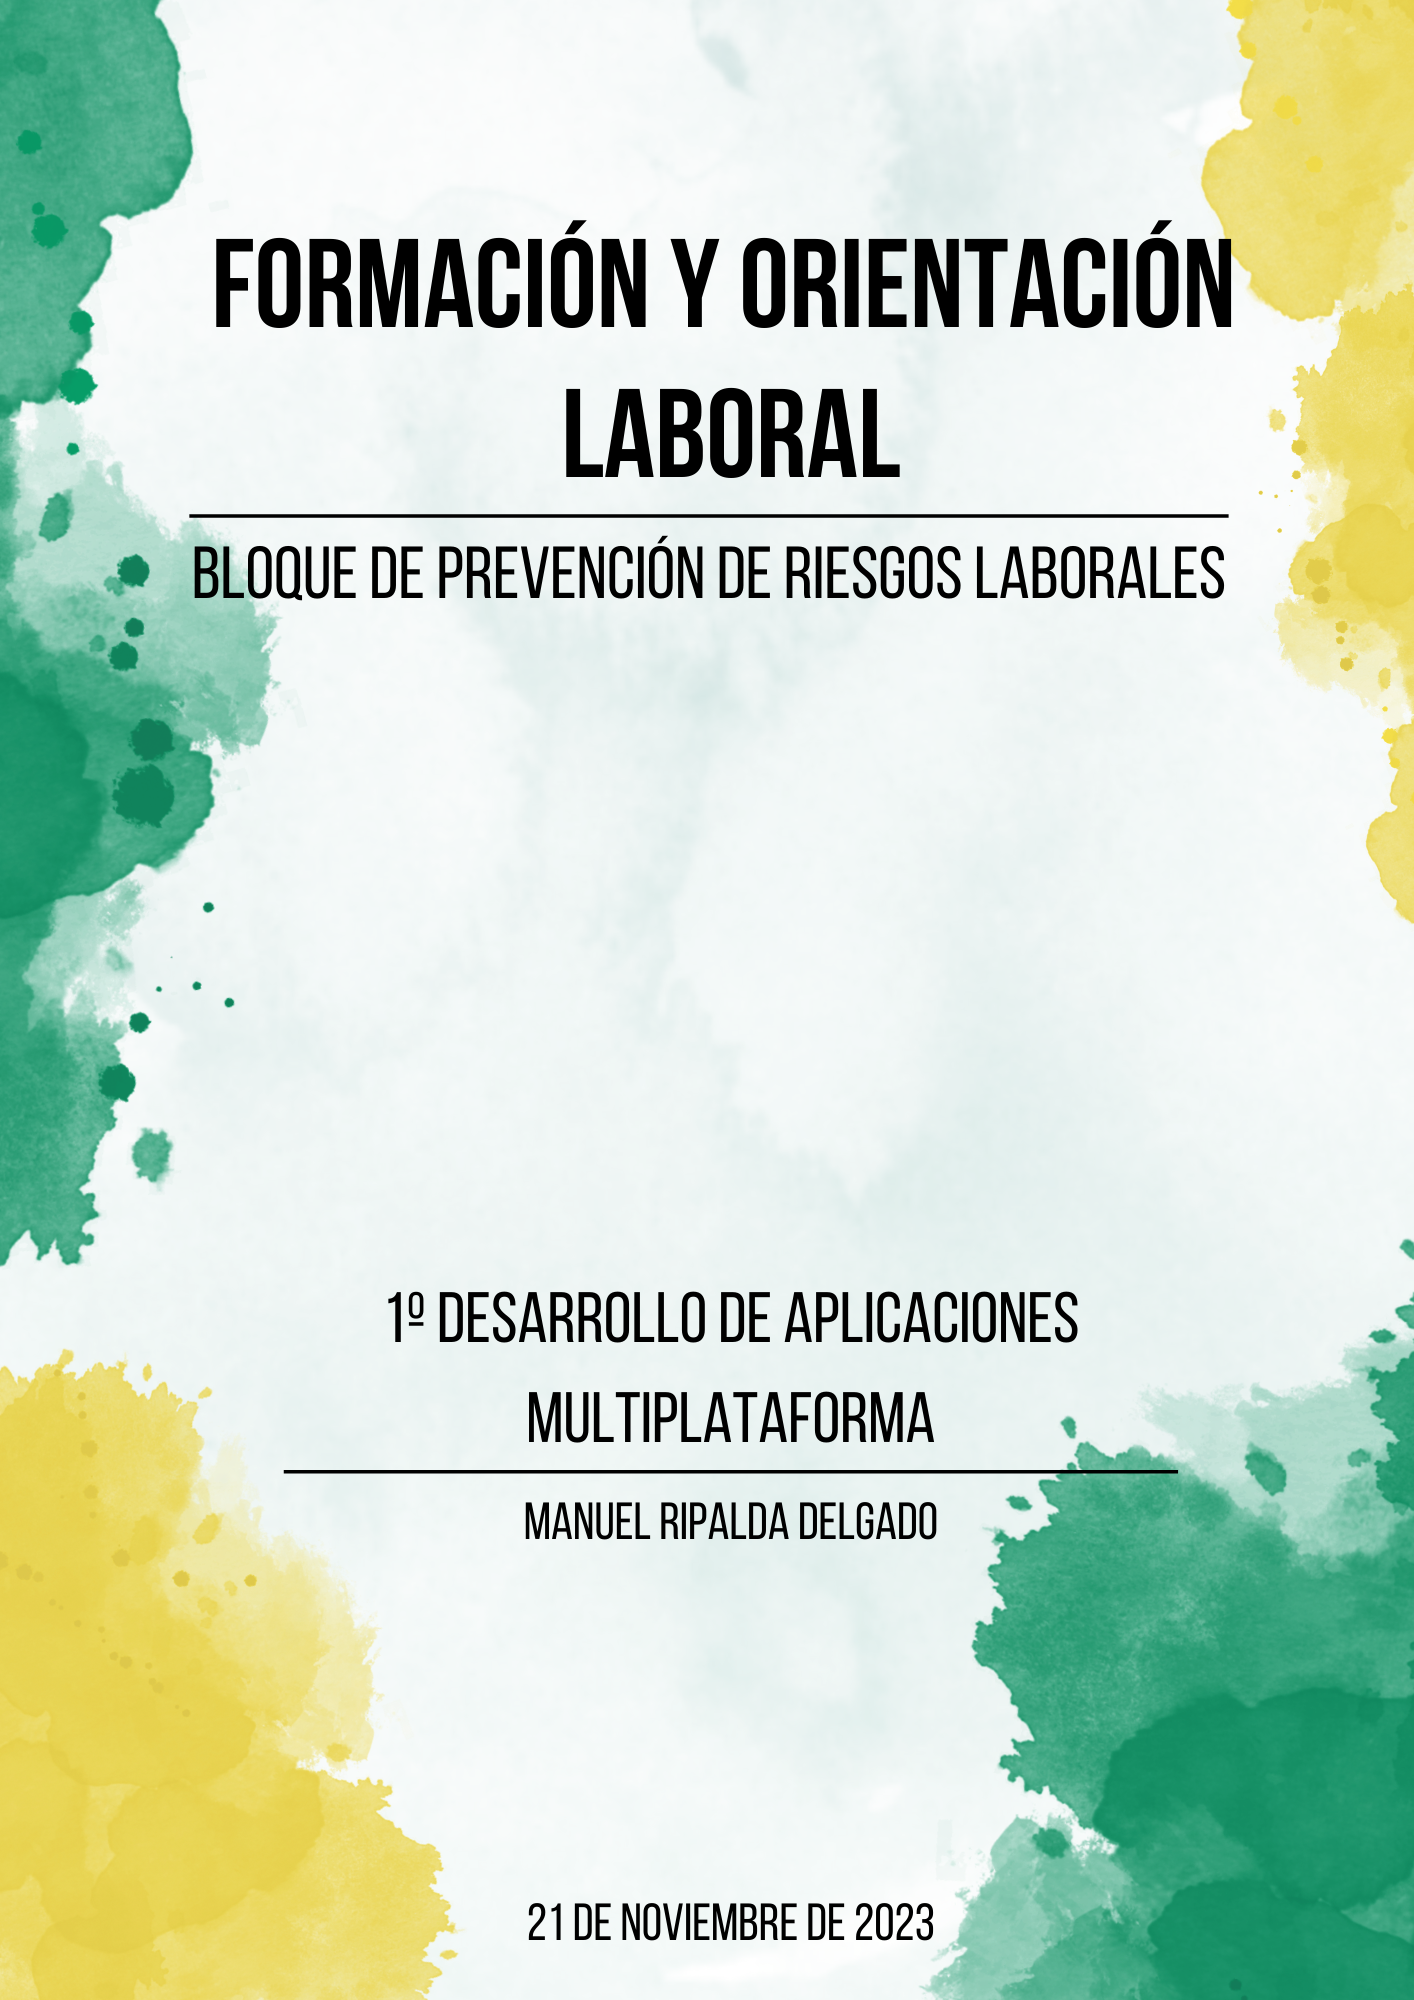 FORMACIÓN Y ORIENTACIÓN
LABORAL
BLOQUE DE PREVENCIÓN DE RIESGOS LABORALES
1º DESARROLLO DE APLICACIONES
MULTIPLATAFORMA
MANUEL RIPALDA DELGADO
21 DE NOVIEMBRE DE 2023